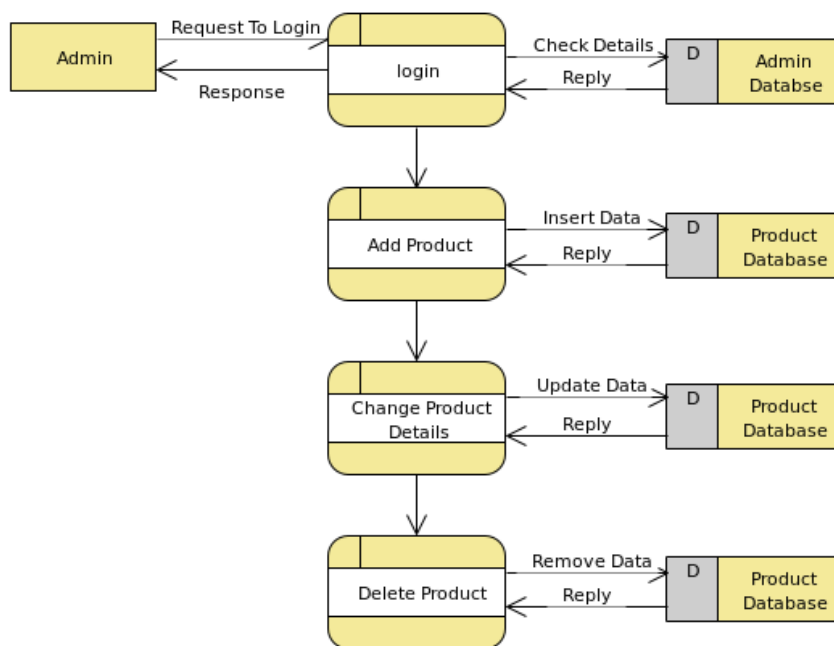 Request To Login
Admin
Response
login
Check Details
Reply
D
Admin
Databse
Add Product
Insert Data
Reply
D
Product
Database
Change Product
Details
Update Data
Reply
D
Product
Database
Delete Product
Remove Data
Reply
D
Product
Database